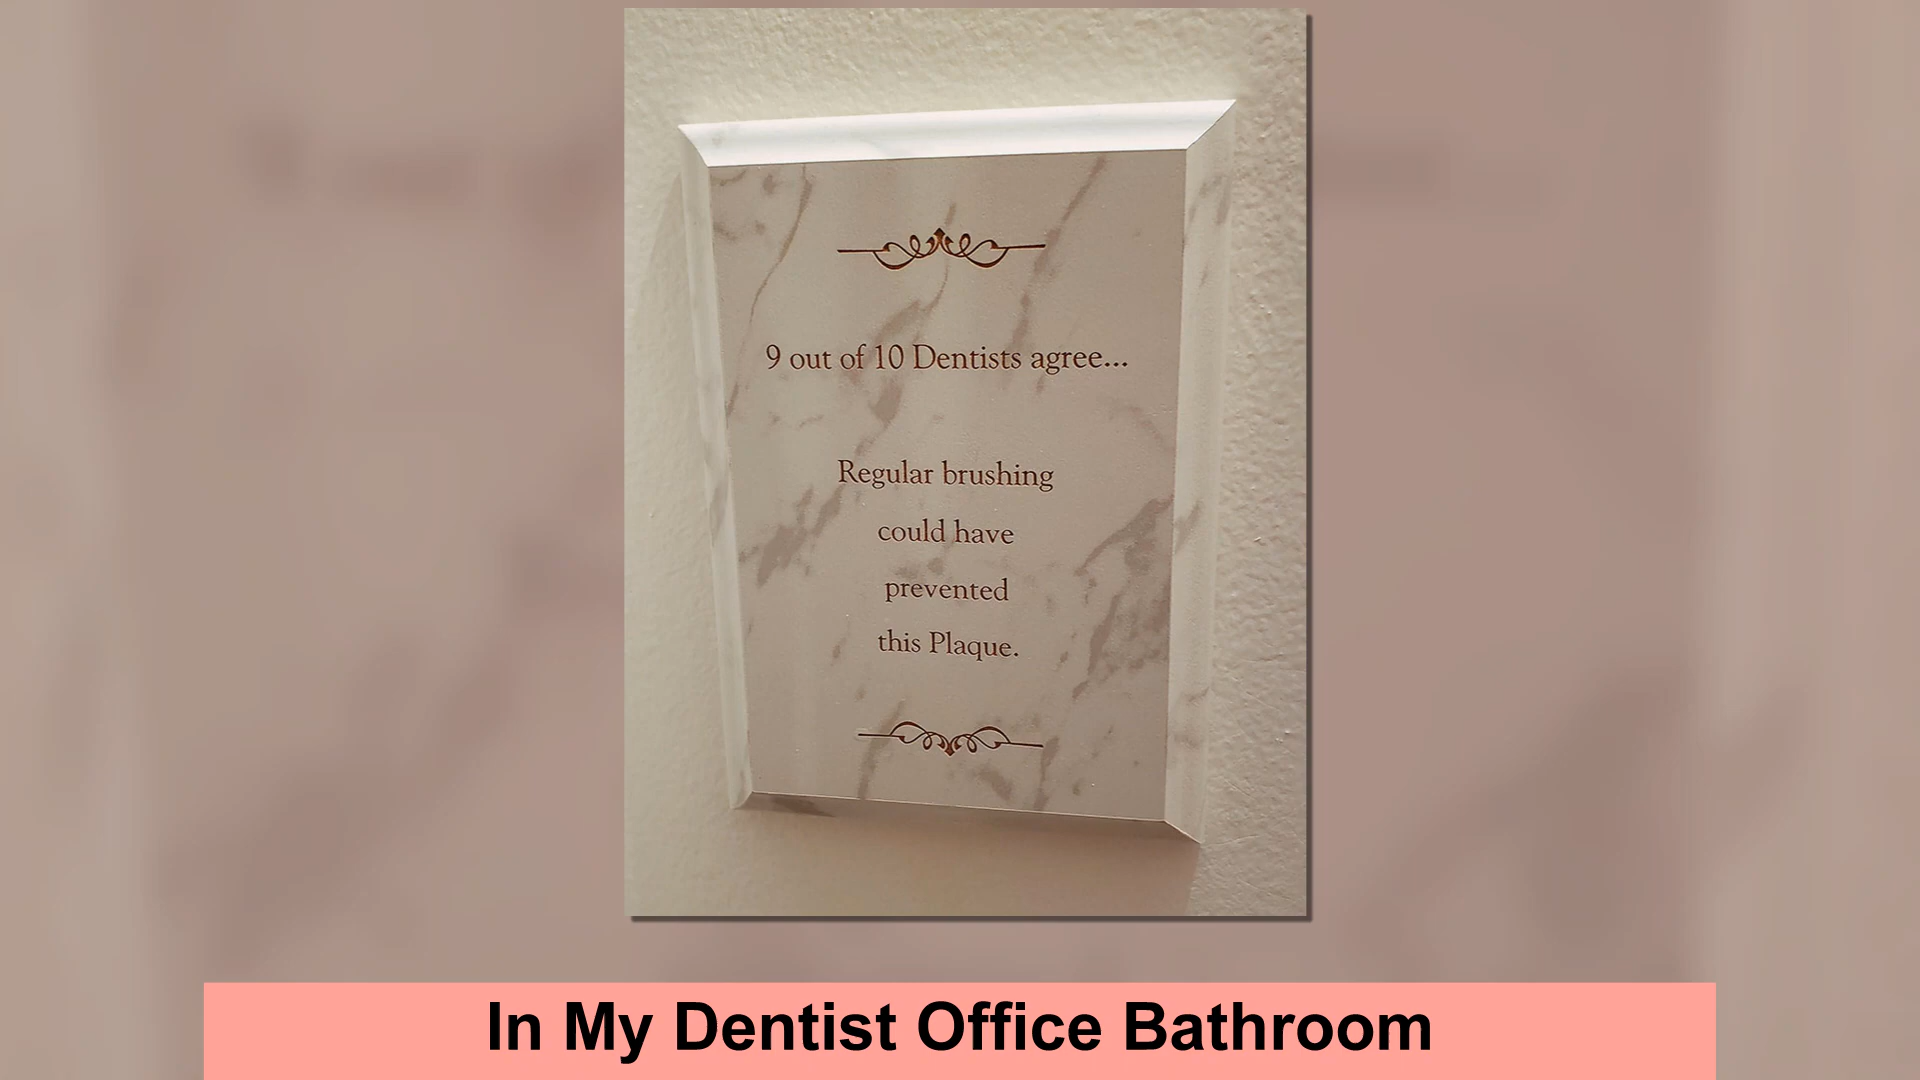 9 out of 10 Dentists agree...
Regular brushing
could have
prevented
this Plaque.
In My Dentist Office Bathroom